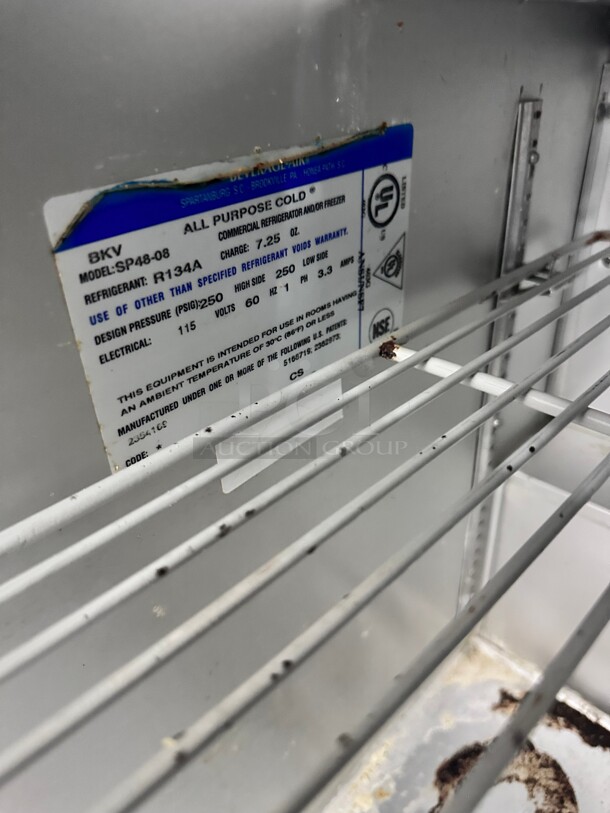 BEVERAGE-AIR
SPARTANBURG S.C. BROOKVILLE PA. HONEA PATH S.C.
ALL PURPOSE COLD ®
COMMERCIAL REFRIGERATOR AND/OR FREEZER
BKV
MODEL: SP48-08
REFRIGERANT: R134A CHARGE: 7.25 OZ.
USE OF OTHER THAN SPECIFIED REFRIGERANT VOIDS WARRANTY.
DESIGN PRESSURE (PSIG) 250 HIGH SIDE 250 LOW SIDE
ELECTRICAL: 115 VOLTS 60 HZ 1 PH 3.3 AMPS
THIS EQUIPMENT IS INTENDED FOR USE IN ROOMS HAVING
AN AMBIENT TEMPERATURE OF 30°C (86°F) OR LESS
MANUFACTURED UNDER ONE OR MORE OF THE FOLLOWING U.S. PATENTS:
5168719; 2382973;
CODE: *
CS
LISTED
UL
NSF
AUCTION GROUP